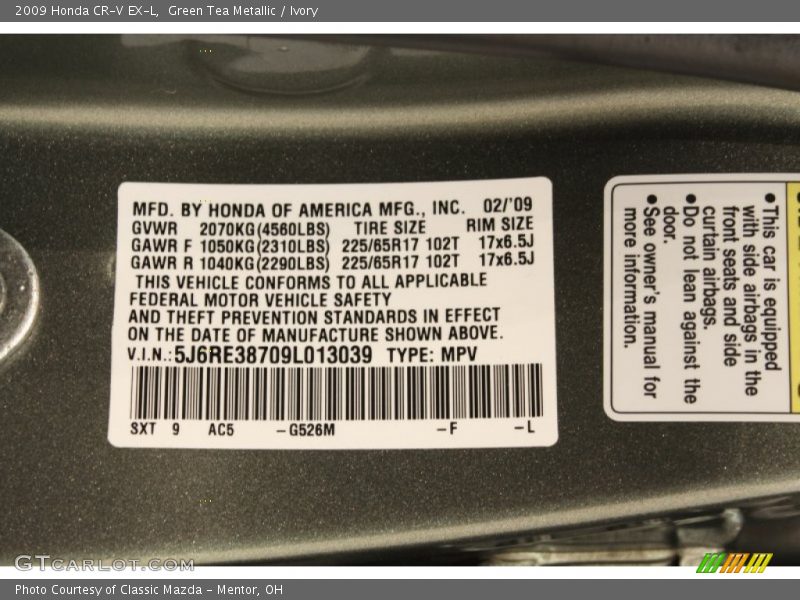 2009 Honda CR-V EX-L,  Green Tea Metallic / Ivory
MFD. BY HONDA OF AMERICA MFG., INC. 02/'09
GVWR 2070KG(4560LBS) TIRE SIZE RIM SIZE
GAWR F 1050KG(2310LBS) 225/65R17 102T 17x6.5J
GAWR R 1040KG(2290LBS) 225/65R17 102T 17x6.5J
THIS VEHICLE CONFORMS TO ALL APPLICABLE
FEDERAL MOTOR VEHICLE SAFETY
AND THEFT PREVENTION STANDARDS IN EFFECT
ON THE DATE OF MANUFACTURE SHOWN ABOVE.
V.I.N.: 5J6RE38709L013039 TYPE: MPV
SXT 9 AC5 -G526M -F -L
●This car is equipped
with side airbags in the
front seats and side
curtain airbags.
●Do not lean against the
door.
●See owner's manual for
more information.
GTCarLot.com
Photo Courtesy of Classic Mazda - Mentor, OH